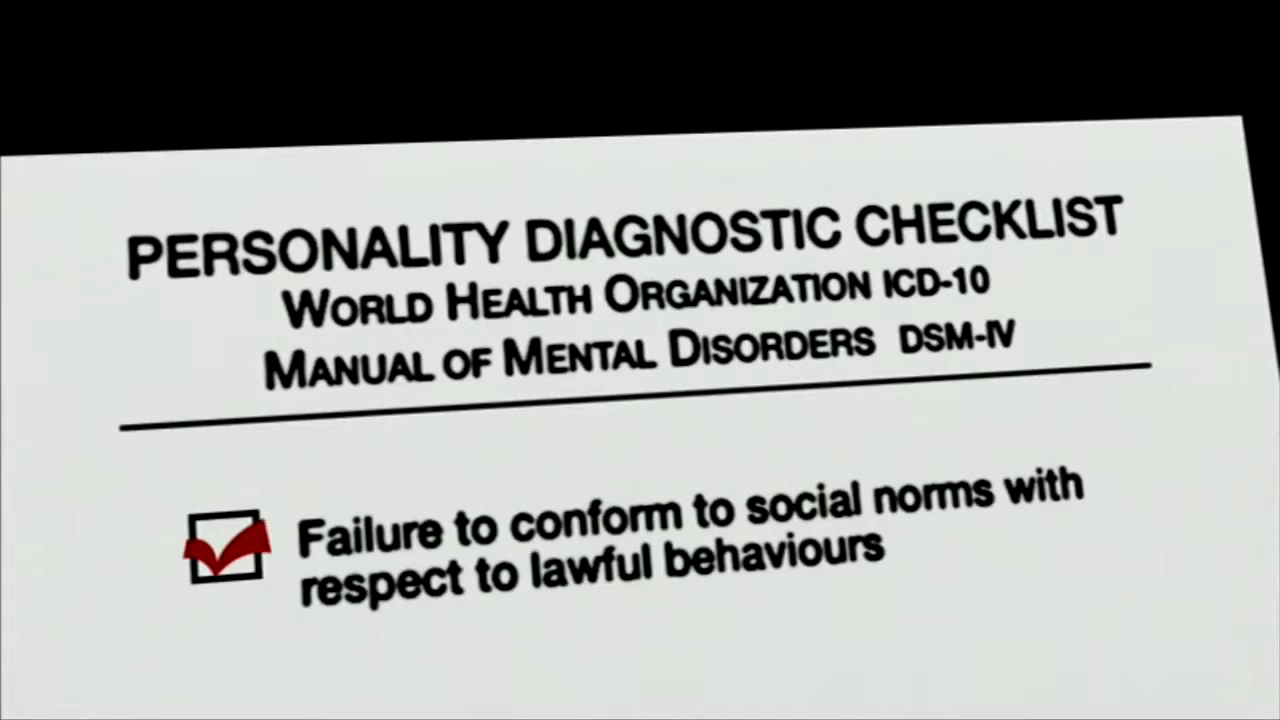 PERSONALITY DIAGNOSTIC CHECKLIST
WORLD HEALTH ORGANIZATION ICD-10
MANUAL OF MENTAL DISORDERS DSM-IV
Failure to conform to social norms with
respect to lawful behaviours